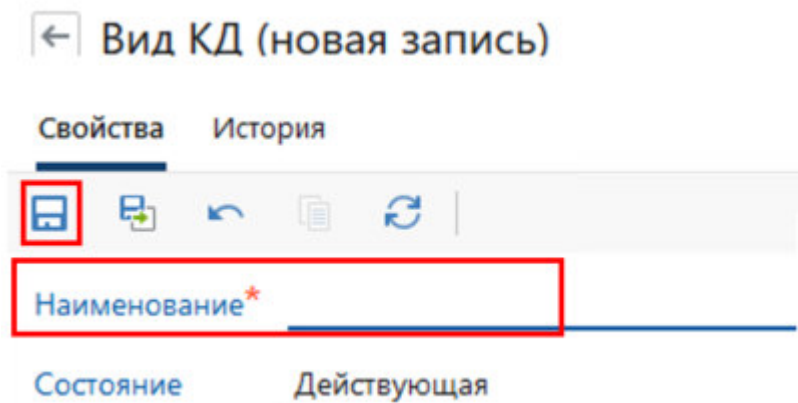 Вид КД (новая запись)
Свойства История
Наименование*
Состояние Действующая